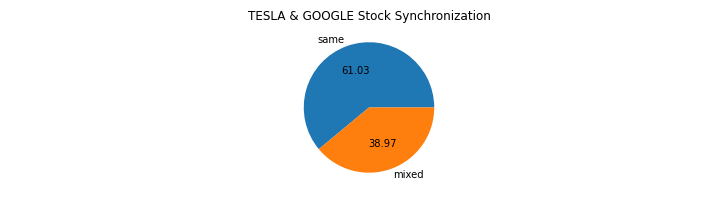 TESLA & GOOGLE Stock Synchronization
same
61.03
38.97
mixed